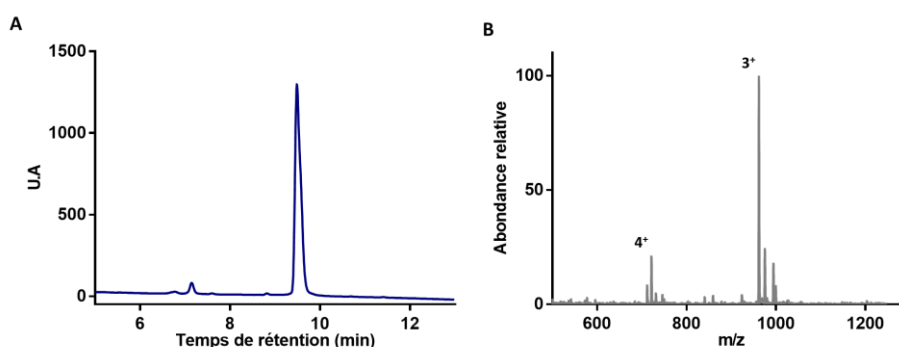 A
U.A
1500
1000
500
0
6 8 10 12
Temps de rétention (min)
B
Abondance relative
100
50
0
4+
3+
600 800 1000 1200
m/z